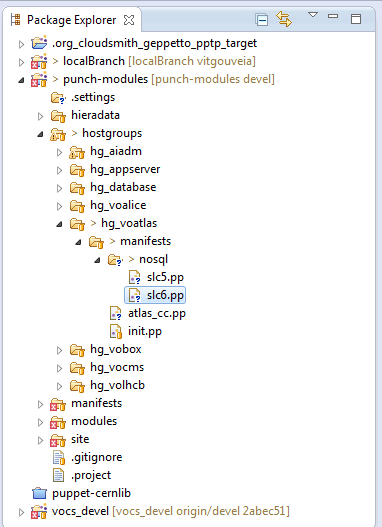 Package Explorer
.org_cloudsmith_geppetto_pptp_target
> localBranch [localBranch vitgouveia]
> punch-modules [punch-modules devel]
.settings
hieradata
> hostgroups
hg_aiadm
> hg_appserver
> hg_database
> hg_voalice
> hg_voatlas
> manifests
> nosql
slc5.pp
slc6.pp
atlas_cc.pp
init.pp
> hg_vobox
> hg_vocms
> hg_volhcb
manifests
modules
site
.gitignore
.project
puppet-cernlib
vocs_devel [vocs_devel origin/devel 2abec51]